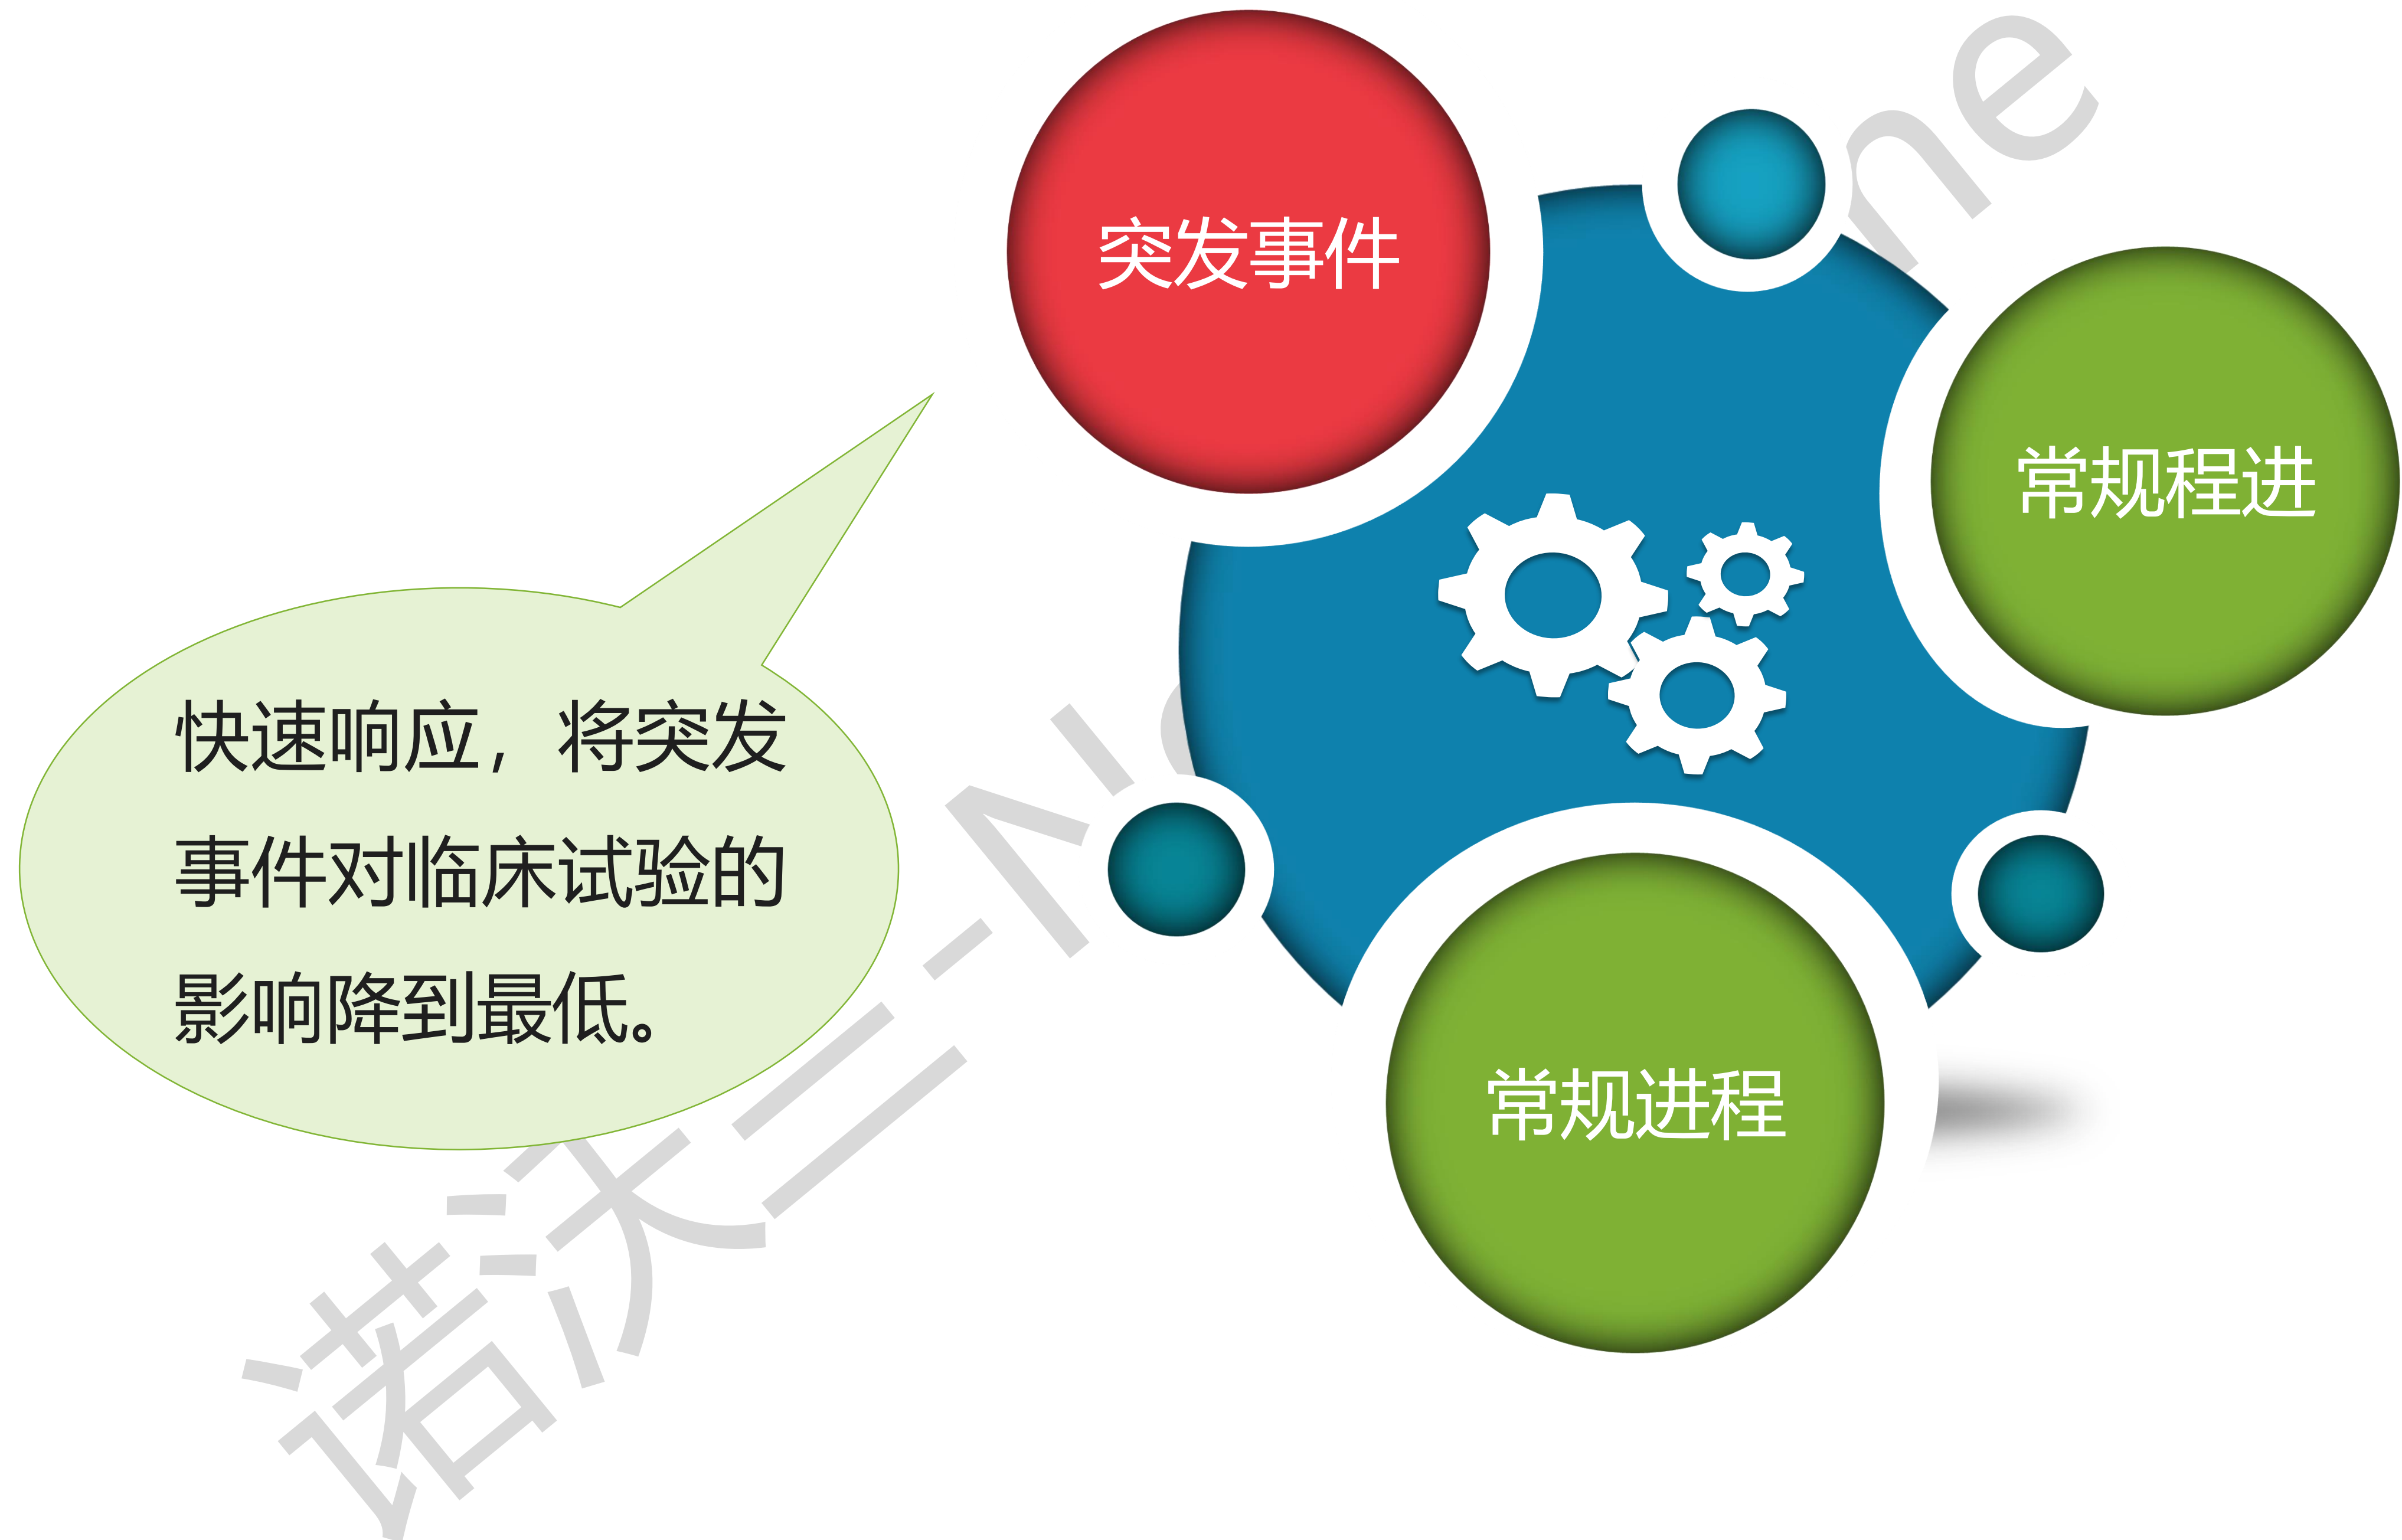 突发事件
常规程进
快速响应，将突发
事件对临床试验的
影响降到最低。
常规进程